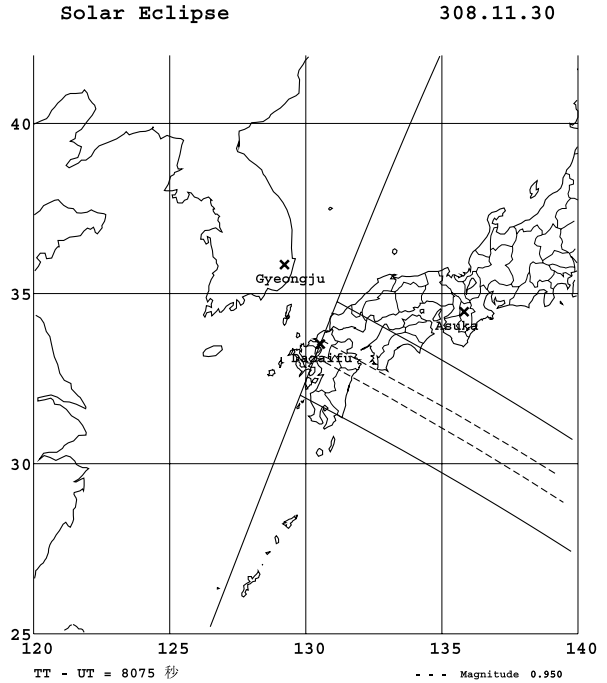 Solar Eclipse 308.11.30
40
Gyeongju
35
Asuka
Dazaifu
30
25
120 125 130 135 140
TT - UT = 8075 秒 - - - Magnitude 0.950